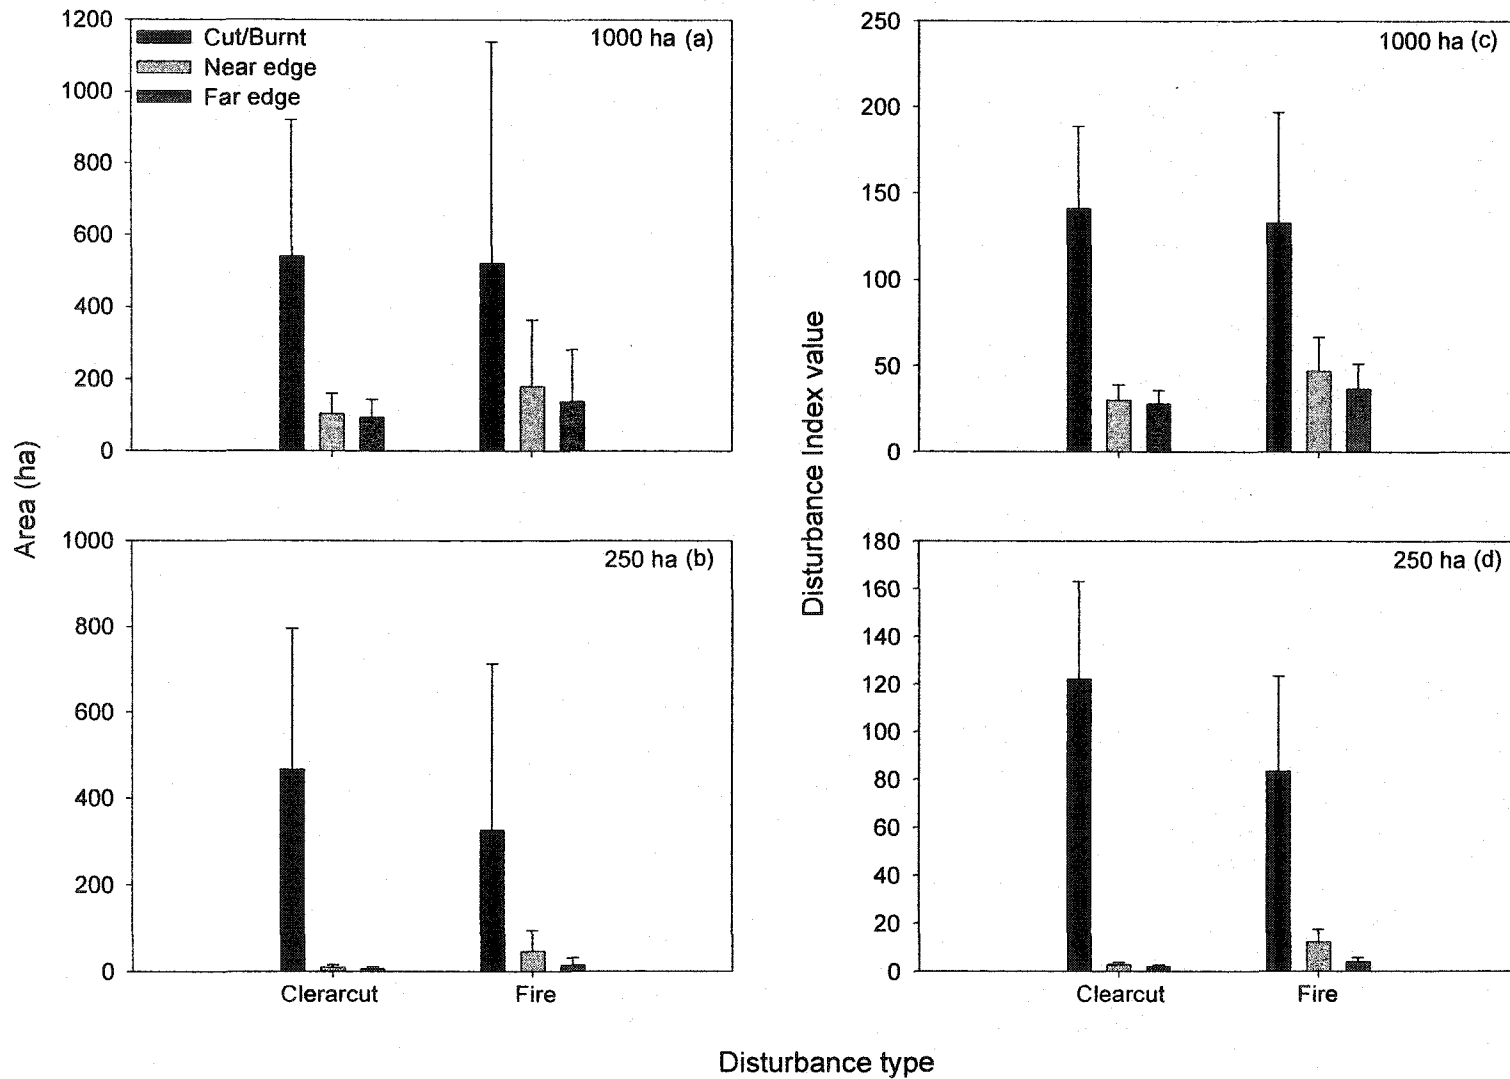 1200
1000
800
600
400
200
0
Cut/Burnt
Near edge
Far edge
1000 ha (a)
250
200
150
100
50
0
1000 ha (c)
Area (ha)
Disturbance Index value
1000
800
600
400
200
0
250 ha (b)
Clerarcut
Fire
180
160
140
120
100
80
60
40
20
0
250 ha (d)
Clearcut
Fire
Disturbance type